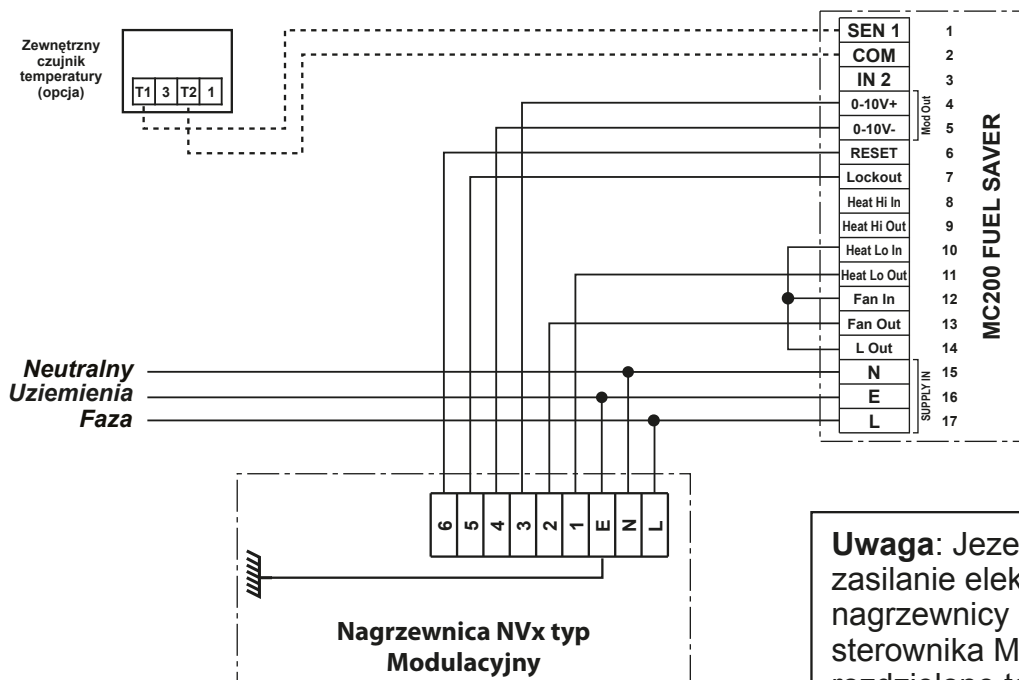 Zewnętrzny
czujnik
temperatury
(opcja)
T1 3 T2 1
SEN 1 1
COM 2
IN 2 3
0-10V+ 4
0-10V- 5
Mod Out
RESET 6
Lockout 7
Heat Hi In 8
Heat Hi Out 9
Heat Lo In 10
Heat Lo Out 11
Fan In 12
Fan Out 13
L Out 14
N 15
E 16
L 17
SUPPLY IN
MC200 FUEL SAVER
Neutralny
Uziemienia
Faza
6 5 4 3 2 1 E N L
Nagrzewnica NVx typ
Modulacyjny
Uwaga: Jeze
zasilanie elek
nagrzewnicy
sterownika M